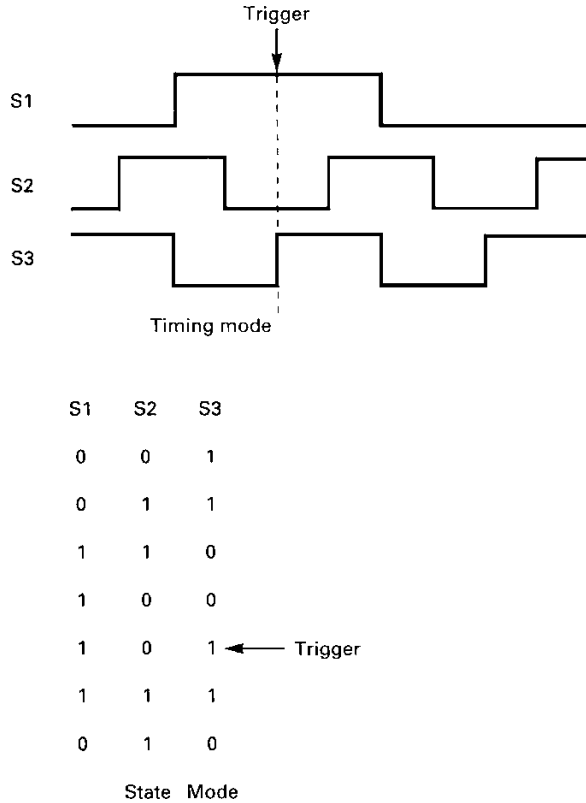 Trigger
S1
S2
S3
Timing mode
S1 S2 S3
0 0 1
0 1 1
1 1 0
1 0 0
1 0 1 Trigger
1 1 1
0 1 0
State Mode